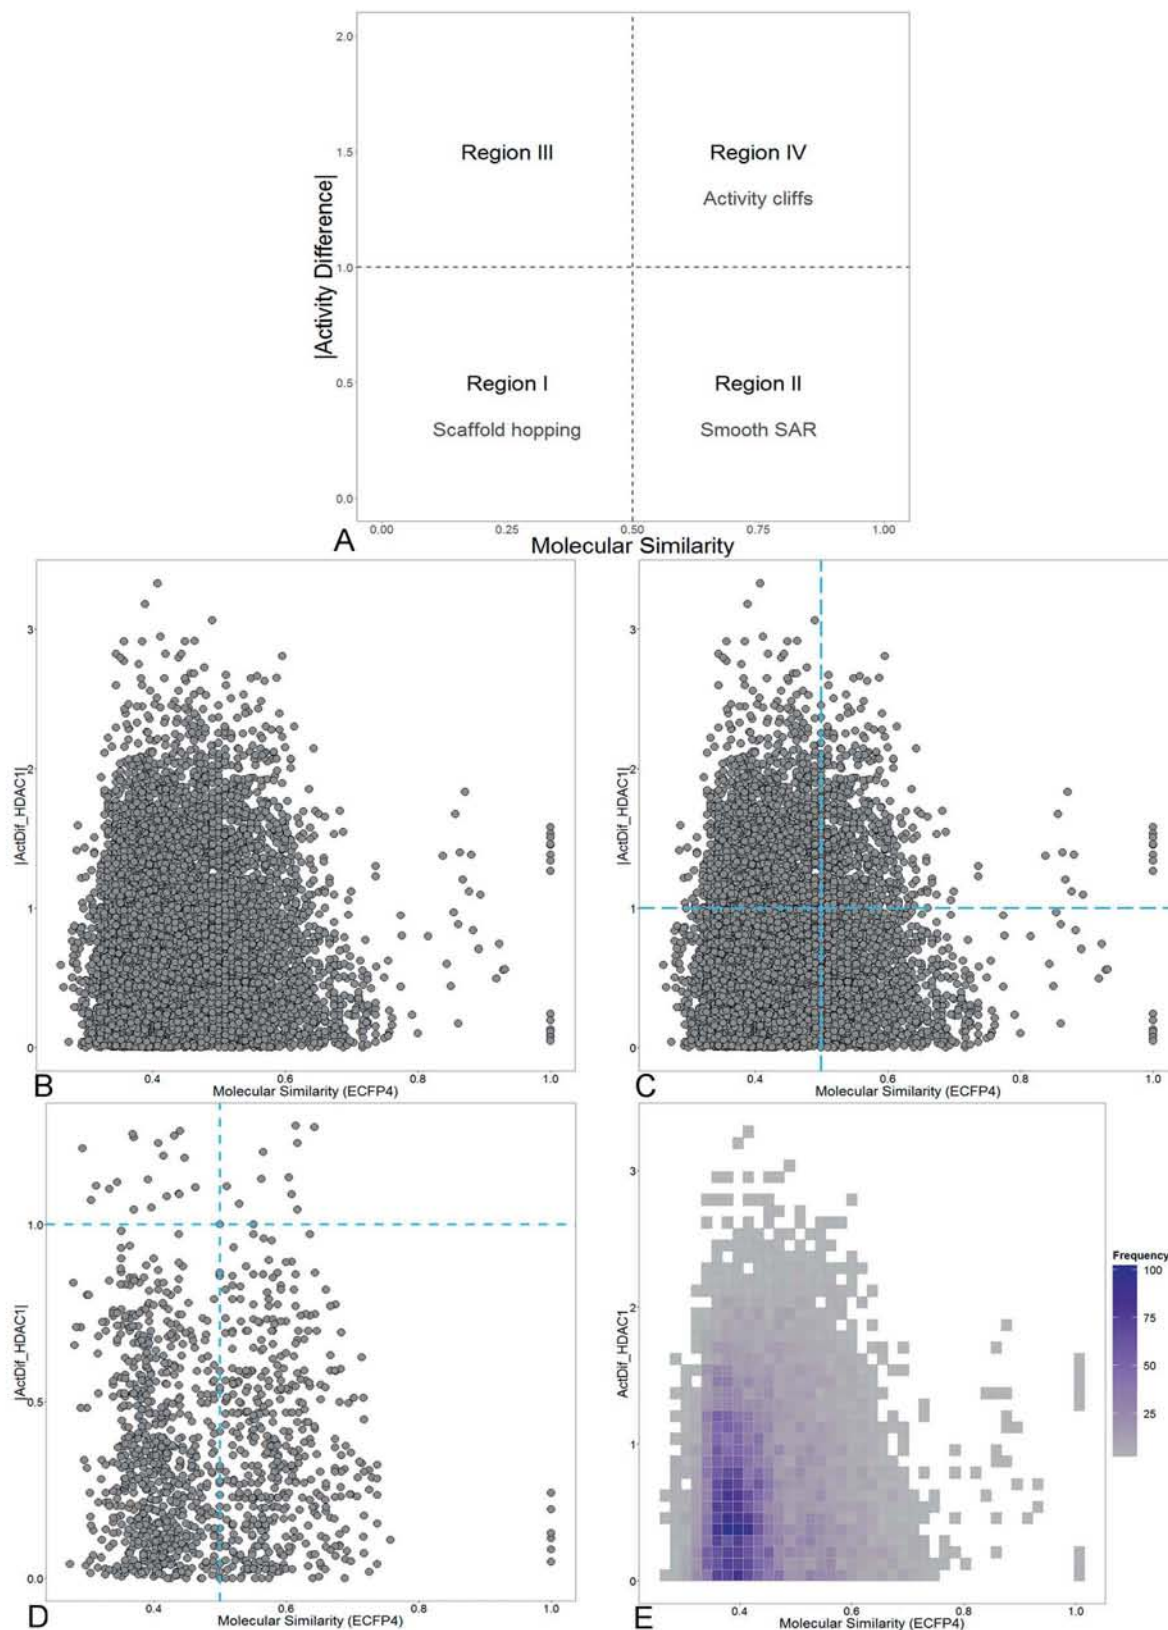 2.0
Region III
Region IV
1.5
Activity cliffs
|Activity Difference|
1.0
Region I
Region II
0.5
Scaffold hopping
Smooth SAR
0.0
0.00
0.25
0.50
0.75
1.00
A
Molecular Similarity
3
2
|ActDif_HDAC1|
1
0
0.4
0.6
0.8
1.0
B
Molecular Similarity (ECFP4)
3
2
|ActDif_HDAC1|
1
0
0.4
0.6
0.8
1.0
C
Molecular Similarity (ECFP4)
1.0
|ActDif_HDAC1|
0.5
0.0
0.4
0.6
0.8
1.0
D
Molecular Similarity (ECFP4)
3
2
ActDif_HDAC1
1
0
0.4
0.6
0.8
1.0
E
Molecular Similarity (ECFP4)
Frequency
100
75
50
25